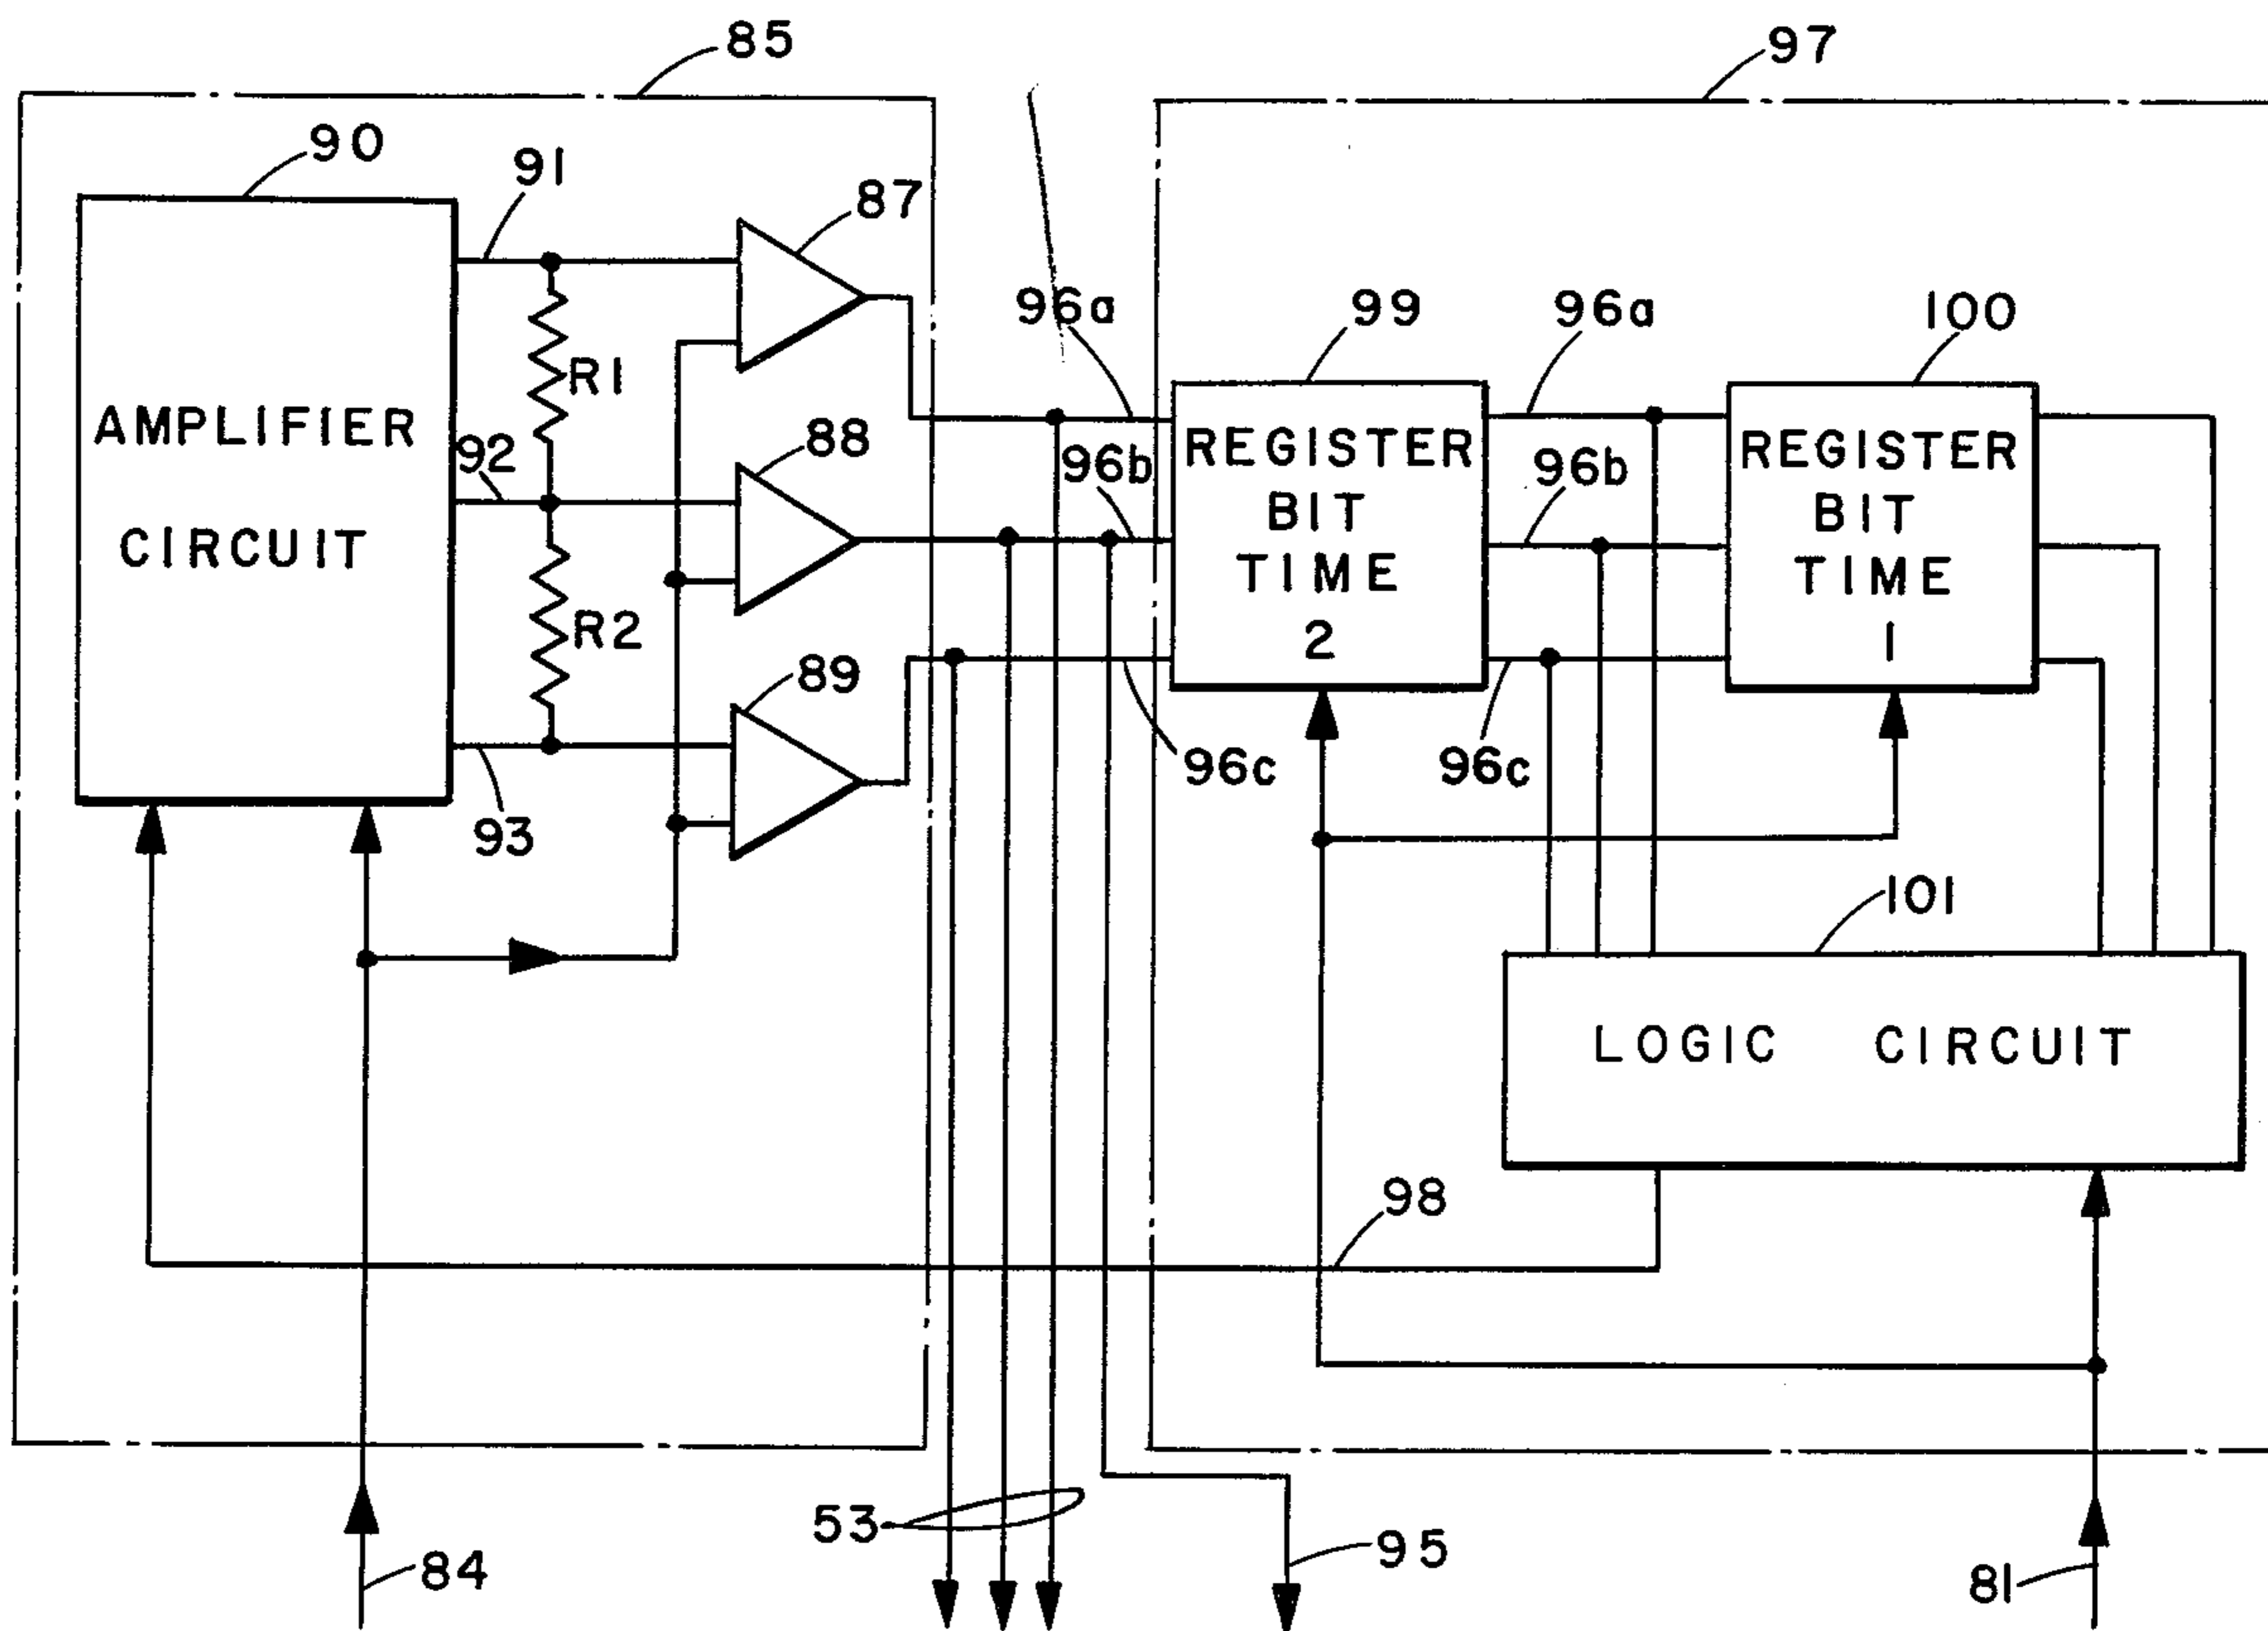 85
97
90
91
87
96a
99
96a
100
R1
AMPLIFIER
CIRCUIT
92
88
96b
REGISTER
BIT
TIME
2
96b
REGISTER
BIT
TIME
1
R2
89
96c
96c
93
101
LOGIC CIRCUIT
98
53
95
84
81